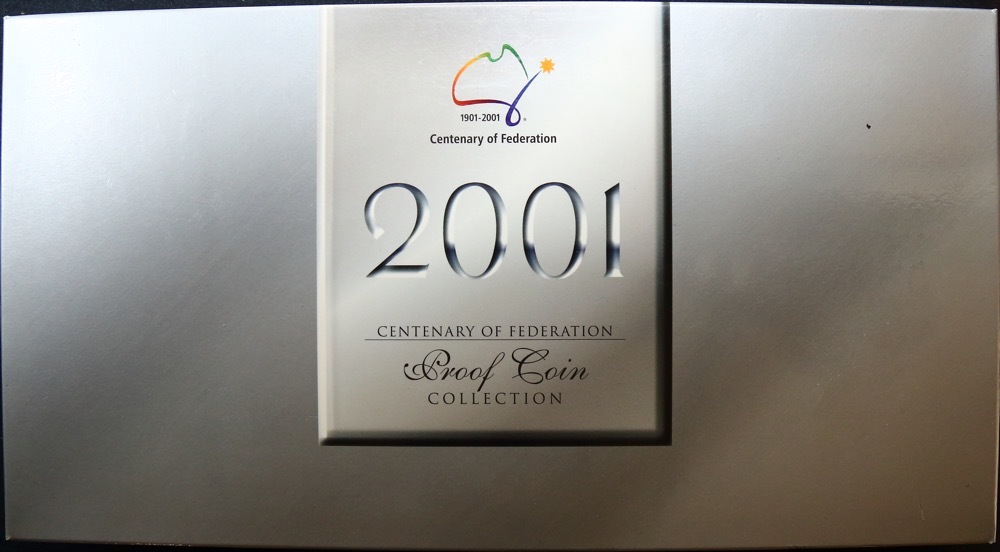 1901-2001
Centenary of Federation
2001
CENTENARY OF FEDERATION
Proof Coin
COLLECTION